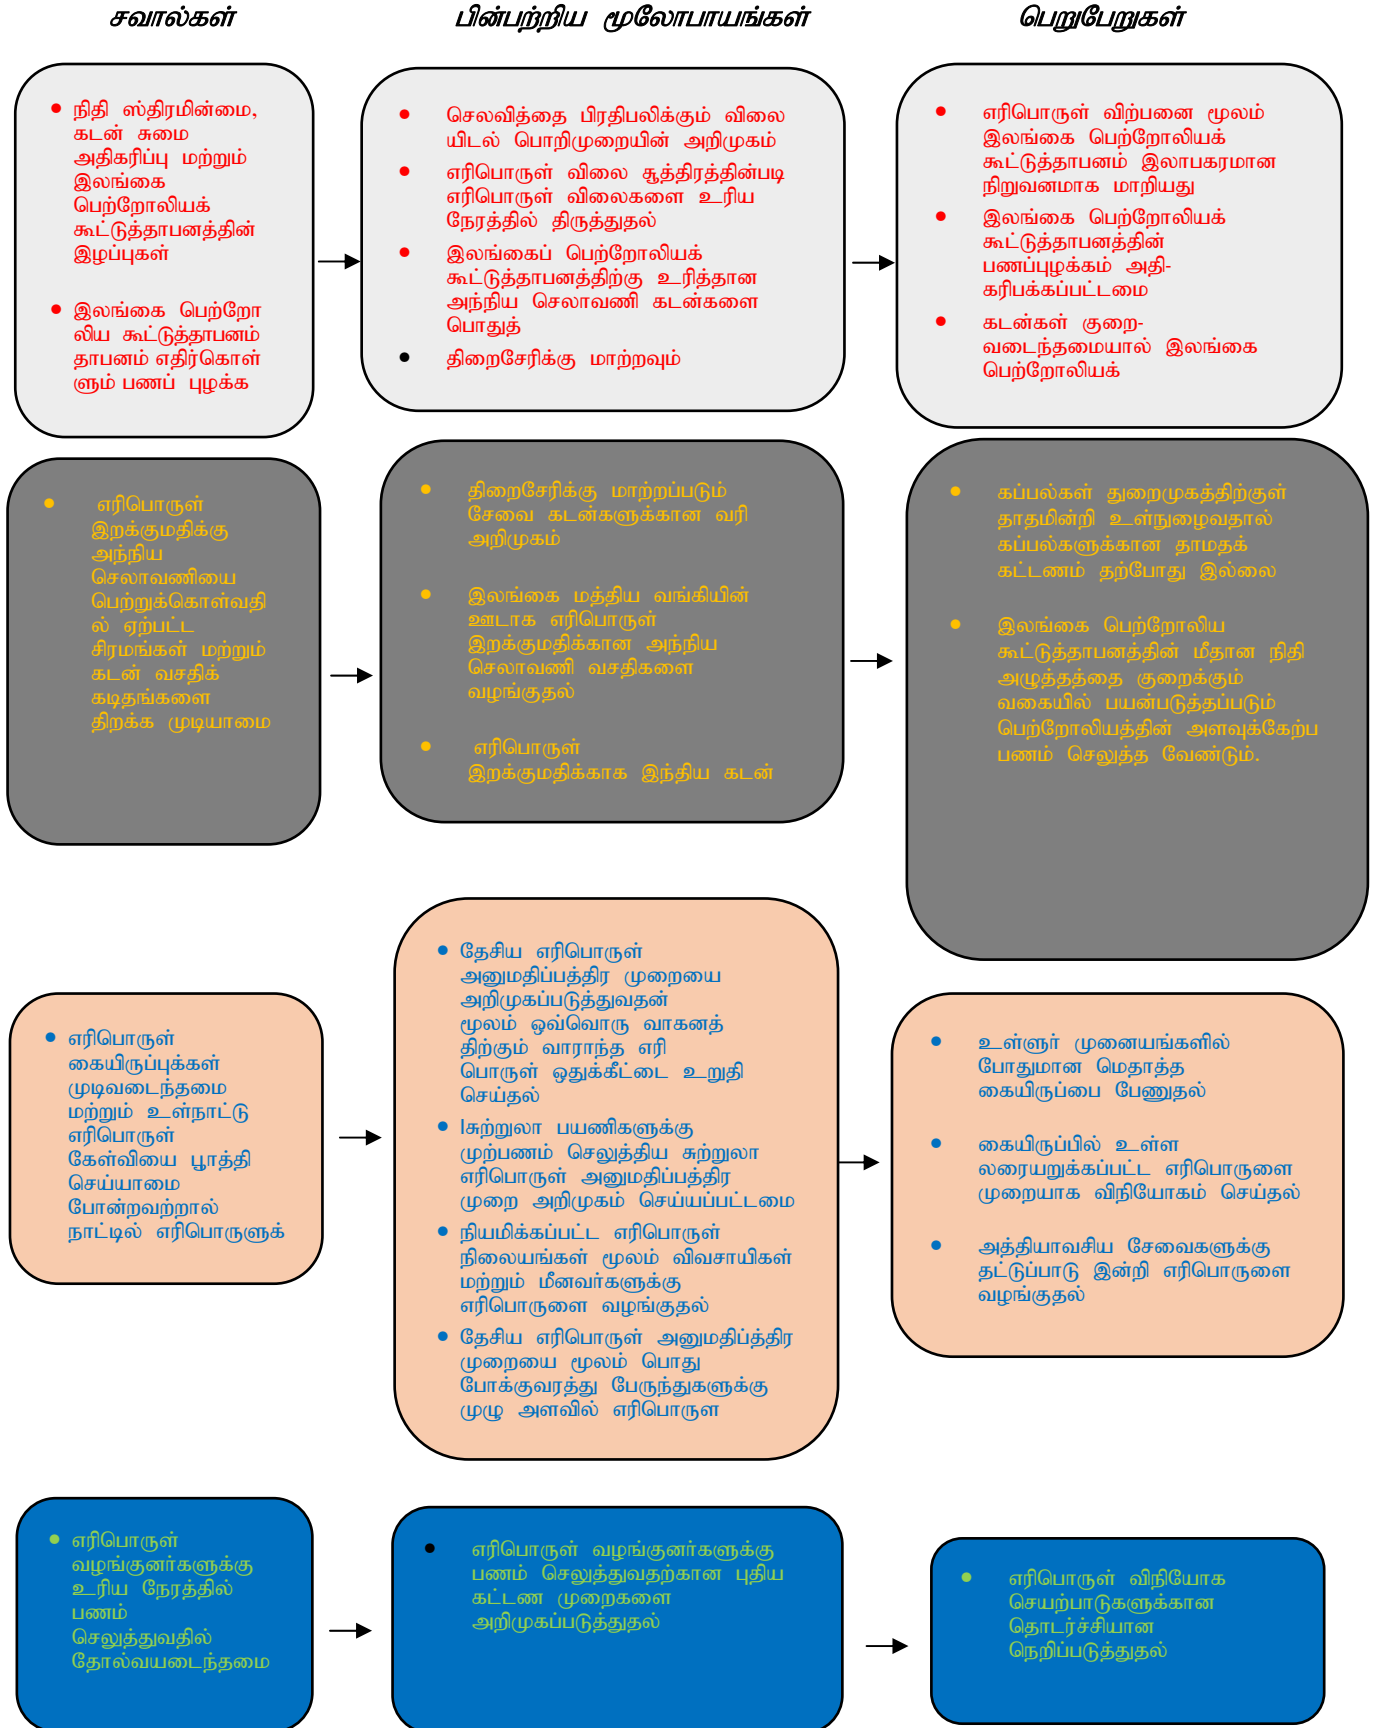 சவால்கள்
பின்பற்றிய மூலோபாயங்கள்
பெறுபேறுகள்
நிதி ஸ்திரமின்மை,
கடன் சுமை
அதிகரிப்பு மற்றும்
இலங்கை
பெற்றோலியக்
கூட்டுத்தாபனத்தின்
இழப்புகள்
இலங்கை பெற்றோ
லிய கூட்டுத்தாபனம்
தாபனம் எதிர்கொள்
ளும் பணப் புழக்க
செலவித்தை பிரதிபலிக்கும் விலை
யிடல் பொறிமுறையின் அறிமுகம்
எரிபொருள் விலை சூத்திரத்தின்படி
எரிபொருள் விலைகளை உரிய
நேரத்தில் திருத்துதல்
இலங்கைப் பெற்றோலியக்
கூட்டுத்தாபனத்திற்கு உரித்தான
அந்நிய செலாவணி கடன்களை
பொதுத்
திறைசேரிக்கு மாற்றவும்
எரிபொருள் விற்பனை மூலம்
இலங்கை பெற்றோலியக்
கூட்டுத்தாபனம் இலாபகரமான
நிறுவனமாக மாறியது
இலங்கை பெற்றோலியக்
கூட்டுத்தாபனத்தின்
பணப்புழக்கம் அதி-
கரிபக்கப்பட்டமை
கடன்கள் குறை-
வடைந்தமையால் இலங்கை
பெற்றோலியக்
எரிபொருள்
இறக்குமதிக்கு
அந்நிய
செலாவணியை
பெற்றுக்கொள்வதி
ல் ஏற்பட்ட
சிரமங்கள் மற்றும்
கடன் வசதிக்
கடிதங்களை
திறக்க முடியாமை
திறைசேரிக்கு மாற்றப்படும்
சேவை கடன்களுக்கான வரி
அறிமுகம்
இலங்கை மத்திய வங்கியின்
ஊடாக எரிபொருள்
இறக்குமதிக்கான அந்நிய
செலாவணி வசதிகளை
வழங்குதல்
எரிபொருள்
இறக்குமதிக்காக இந்திய கடன்
கப்பல்கள் துறைமுகத்திற்குள்
தாதமின்றி உள்நுழைவதால்
கப்பல்களுக்கான தாமதக்
கட்டணம் தற்போது இல்லை
இலங்கை பெற்றோலிய
கூட்டுத்தாபனத்தின் மீதான நிதி
அழுத்தத்தை குறைக்கும்
வகையில் பயன்படுத்தப்படும்
பெற்றோலியத்தின் அளவுக்கேற்ப
பணம் செலுத்த வேண்டும்.
எரிபொருள்
கையிருப்புக்கள்
முடிவடைந்தமை
மற்றும் உள்நாட்டு
எரிபொருள்
கேள்வியை பூர்த்தி
செய்யாமை
போன்றவற்றால்
நாட்டில் எரிபொருளுக்
தேசிய எரிபொருள்
அனுமதிப்பத்திர முறையை
அறிமுகப்படுத்துவதன்
மூலம் ஒவ்வொரு வாகனத்
திற்கும் வாராந்த எரி
பொருள் ஒதுக்கீட்டை உறுதி
செய்தல்
lசுற்றுலா பயணிகளுக்கு
முற்பணம் செலுத்திய சுற்றுலா
எரிபொருள் அனுமதிப்பத்திர
முறை அறிமுகம் செய்யப்பட்டமை
நியமிக்கப்பட்ட எரிபொருள்
நிலையங்கள் மூலம் விவசாயிகள்
மற்றும் மீனவர்களுக்கு
எரிபொருளை வழங்குதல்
தேசிய எரிபொருள் அனுமதிப்த்திர
முறையை மூலம் பொது
போக்குவரத்து பேருந்துகளுக்கு
முழு அளவில் எரிபொருள
உள்ளுர் முனையங்களில்
போதுமான மெதாத்த
கையிருப்பை பேணுதல்
கையிருப்பில் உள்ள
லரையறுக்கப்பட்ட எரிபொருளை
முறையாக விநியோகம் செய்தல்
அத்தியாவசிய சேவைகளுக்கு
தட்டுப்பாடு இன்றி எரிபொருளை
வழங்குதல்
எரிபொருள்
வழங்குனர்களுக்கு
உரிய நேரத்தில்
பணம்
செலுத்துவதில்
தோல்வயடைந்தமை
எரிபொருள் வழங்குனர்களுக்கு
பணம் செலுத்துவதற்கான புதிய
கட்டண முறைகளை
அறிமுகப்படுத்துதல்
எரிபொருள் விநியோக
செயற்பாடுகளுக்கான
தொடர்ச்சியான
நெறிப்படுத்துதல்